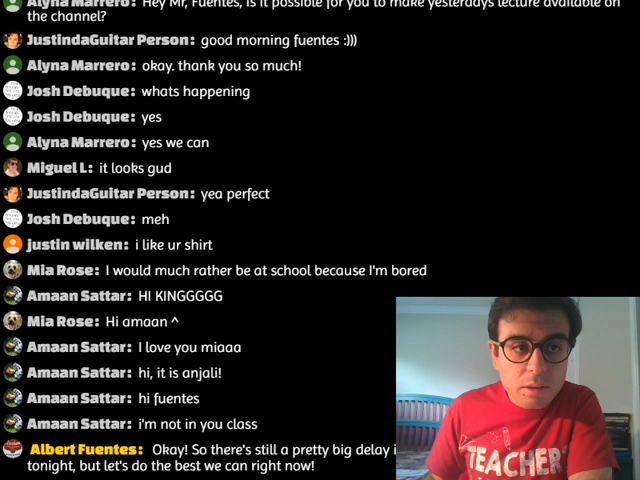 Alyna Marrero: Hey Mr, Fuentes, is it possible for you to make yesterdays lecture available on
the channel?
JustindaGuitar Person: good morning fuentes :)))
Alyna Marrero: okay. thank you so much!
Josh Debuque: whats happening
Josh Debuque: yes
Alyna Marrero: yes we can
Miguel L: it looks gud
JustindaGuitar Person: yea perfect
Josh Debuque: meh
justin wilken: i like ur shirt
Mia Rose: I would much rather be at school because I'm bored
Amaan Sattar: HI KINGGGGG
Mia Rose: Hi amaan ^
Amaan Sattar: I love you miaaa
Amaan Sattar: hi, it is anjali!
Amaan Sattar: hi fuentes
Amaan Sattar: i'm not in you class
Albert Fuentes: Okay! So there's still a pretty big delay
tonight, but let's do the best we can right now!
TEACHER